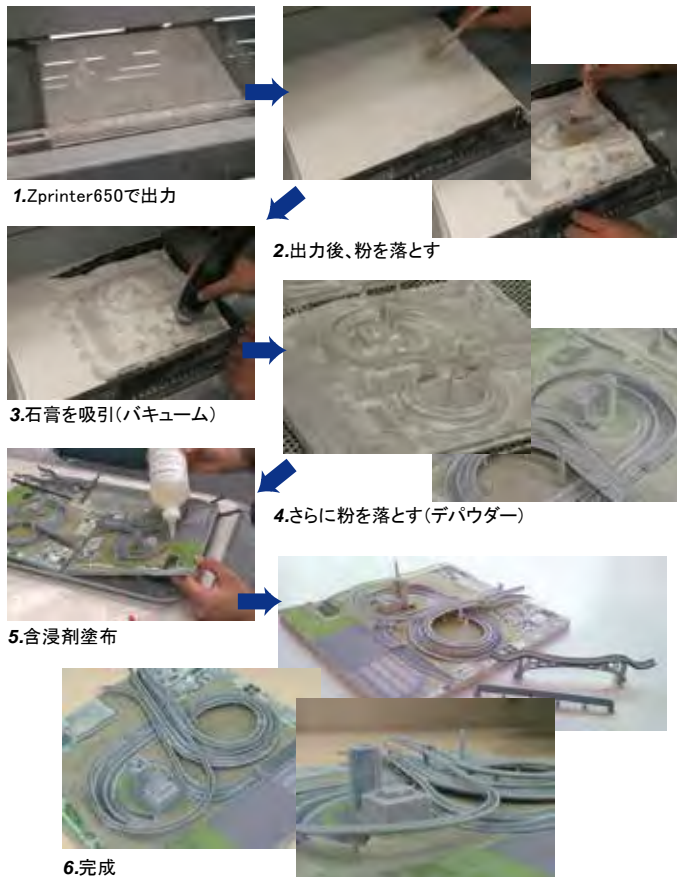 1.Zprinter650で出力
2.出力後、粉を落とす
3.石膏を吸引(バキューム)
4.さらに粉を落とす(デパウダー)
5.含浸剤塗布
6.完成